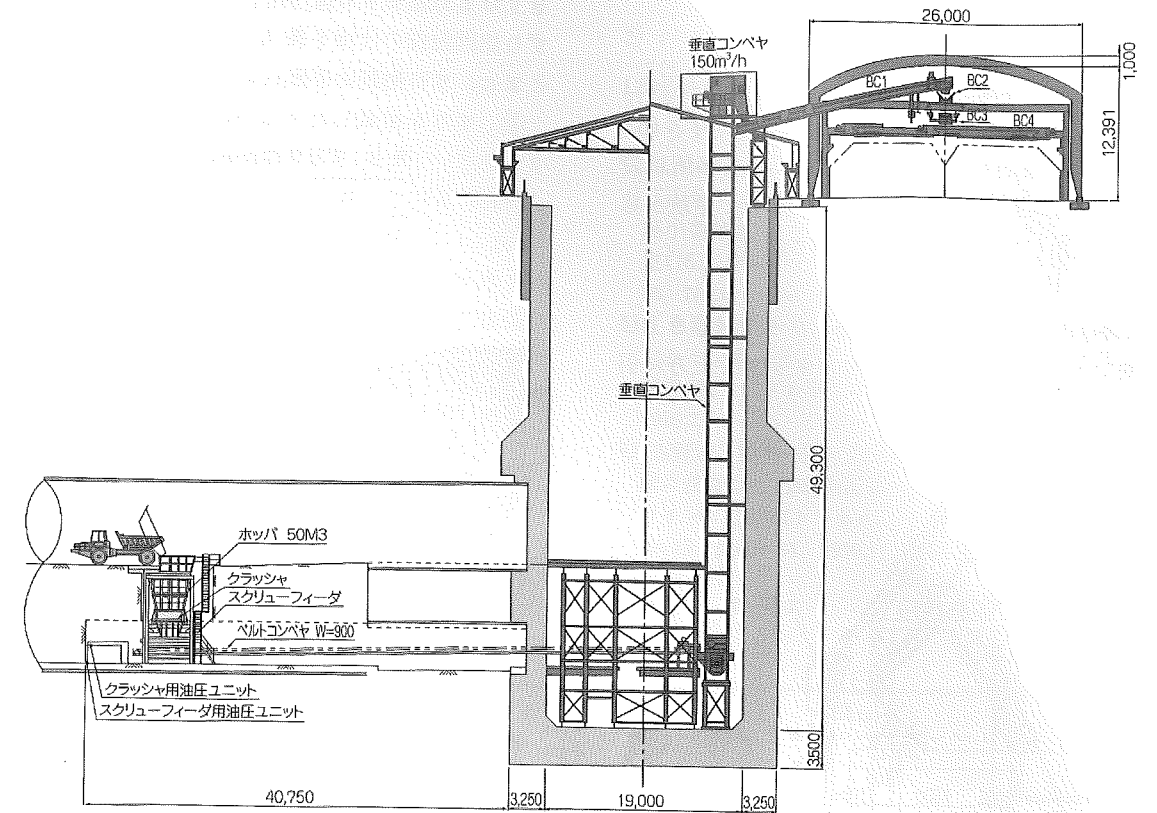 26,000
垂直コンベヤ
150m³/h
1,000
BC1
BC2
BC3
BC4
12,391
垂直コンベヤ
49,300
ホッパ 50M3
クラッシャ
スクリューフィーダ
ベルトコンベヤ W=900
クラッシャ用油圧ユニット
スクリューフィーダ用油圧ユニット
3,500
40,750
3,250
19,000
3,250